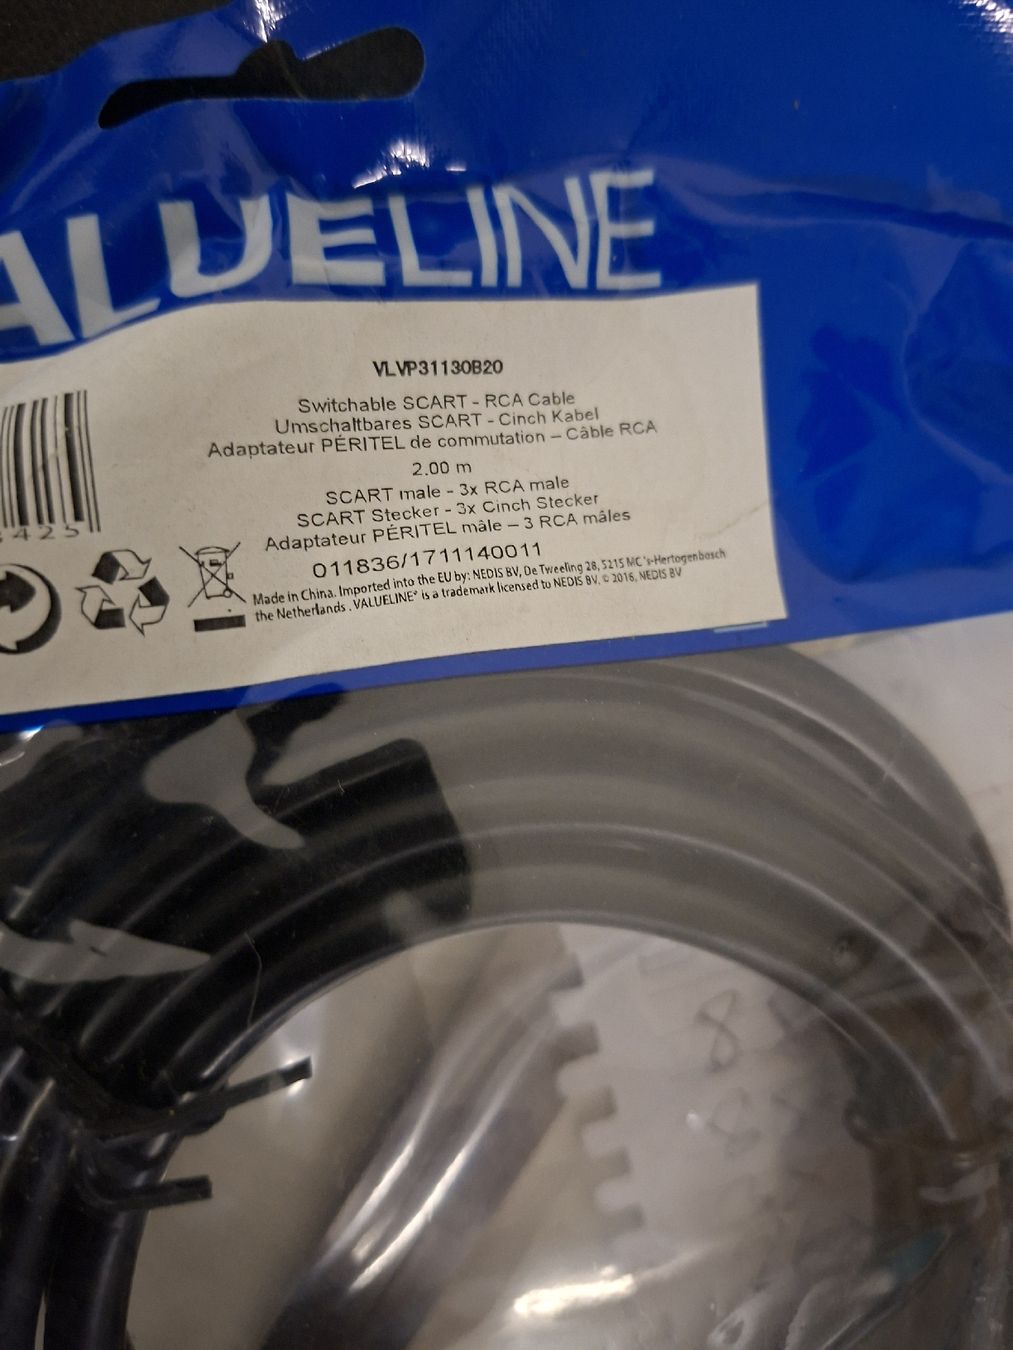 ALUELINE
VLVP31130B20
Switchable SCART - RCA Cable
Umschaltbares SCART - Cinch Kabel
Adaptateur PÉRITEL de commutation – Câble RCA
2.00 m
SCART male - 3x RCA male
SCART Stecker - 3x Cinch Stecker
Adaptateur PÉRITEL mâle – 3 RCA mâles
425
011836/1711140011
Made in China. Imported into the EU by: NEDIS BV, De Tweeling 28, 5215 MC 's-Hertogenbosch
the Netherlands . VALUELINE® is a trademark licensed to NEDIS BV. © 2016, NEDIS BV